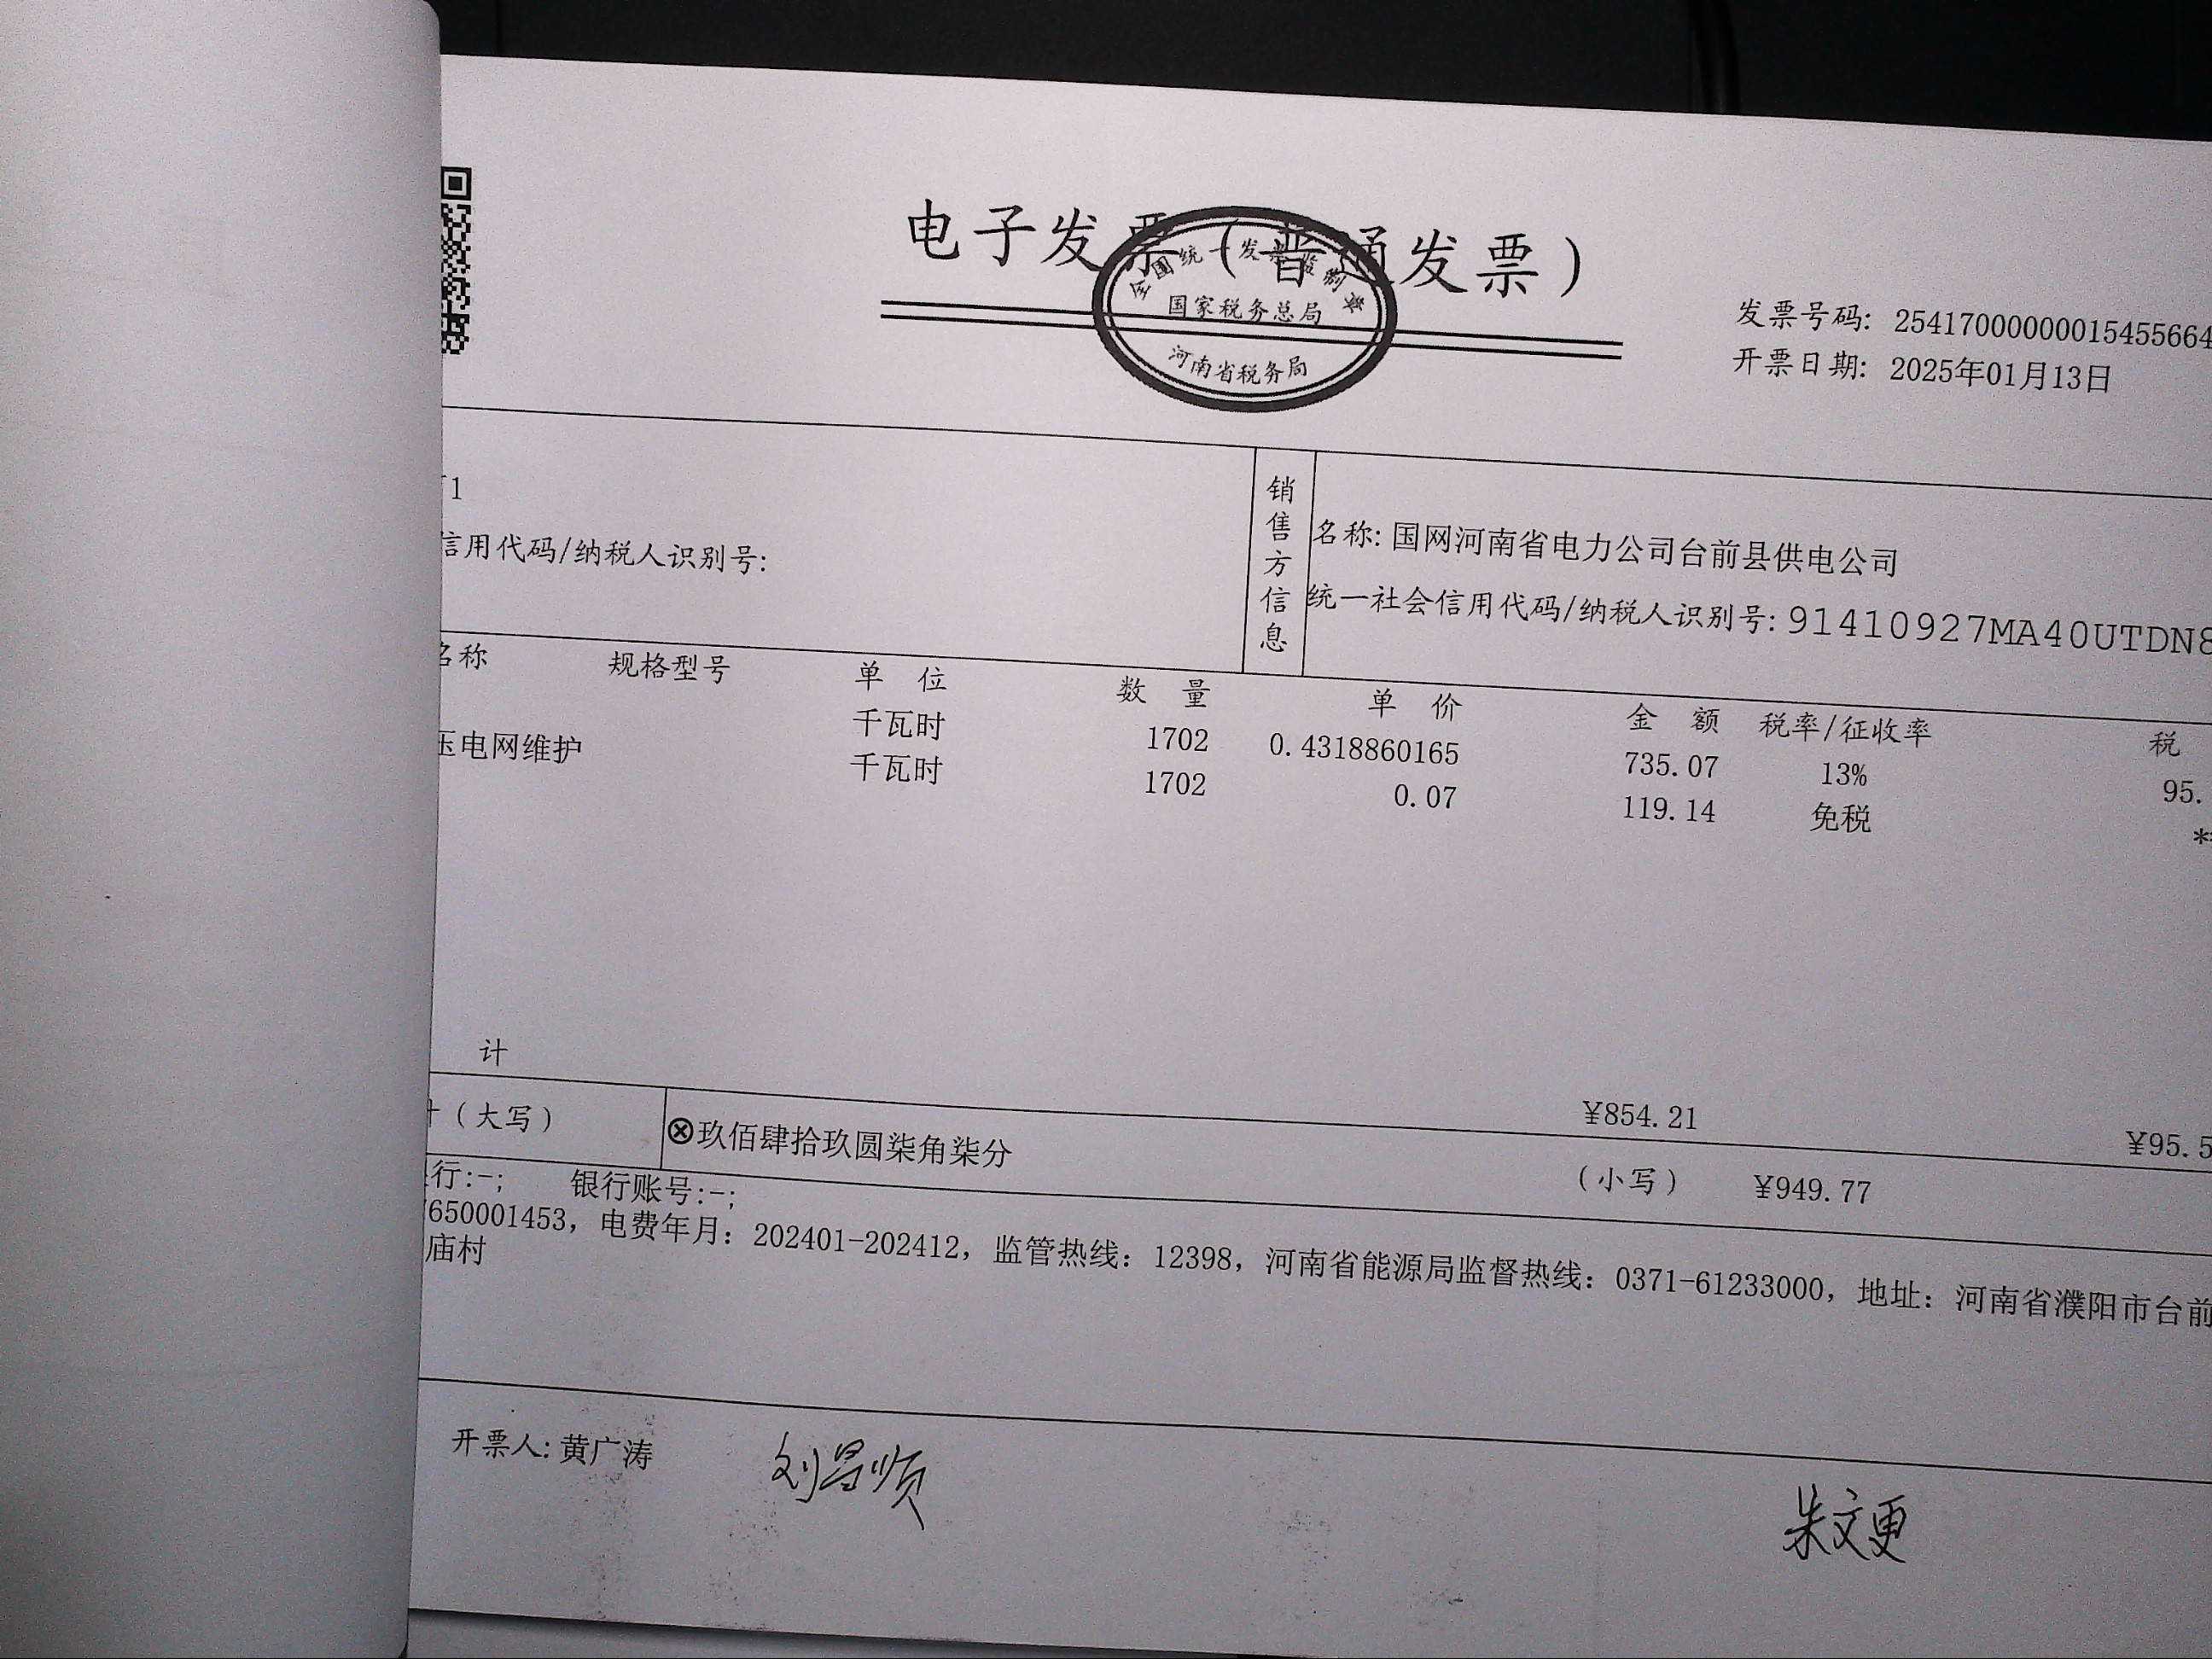 电子发票（普通发票）
全国统一发票监制章
国家税务总局
河南省税务局
发票号码: 25417000000015455664
开票日期: 2025年01月13日
1
信用代码/纳税人识别号:
销售方信息
名称: 国网河南省电力公司台前县供电公司
统一社会信用代码/纳税人识别号: 91410927MA40UTDN8
名称 规格型号 单 位 数 量 单 价 金 额 税率/征收率 税
千瓦时 1702 0.4318860165 735.07 13% 95.
压电网维护 千瓦时 1702 0.07 119.14 免税 **
计 ¥854.21 ¥95.5
计（大写） ⊗玖佰肆拾玖圆柒角柒分 （小写） ¥949.77
行:-; 银行账号:-;
650001453, 电费年月: 202401-202412, 监管热线: 12398, 河南省能源局监督热线: 0371-61233000, 地址: 河南省濮阳市台前
庙村
开票人: 黄广涛 刘昌顺 朱文更